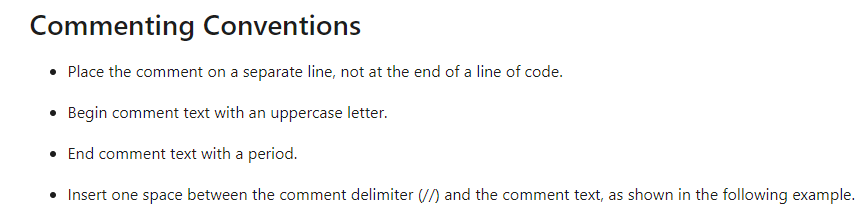 Commenting Conventions
• Place the comment on a separate line, not at the end of a line of code.
• Begin comment text with an uppercase letter.
• End comment text with a period.
• Insert one space between the comment delimiter (//) and the comment text, as shown in the following example.